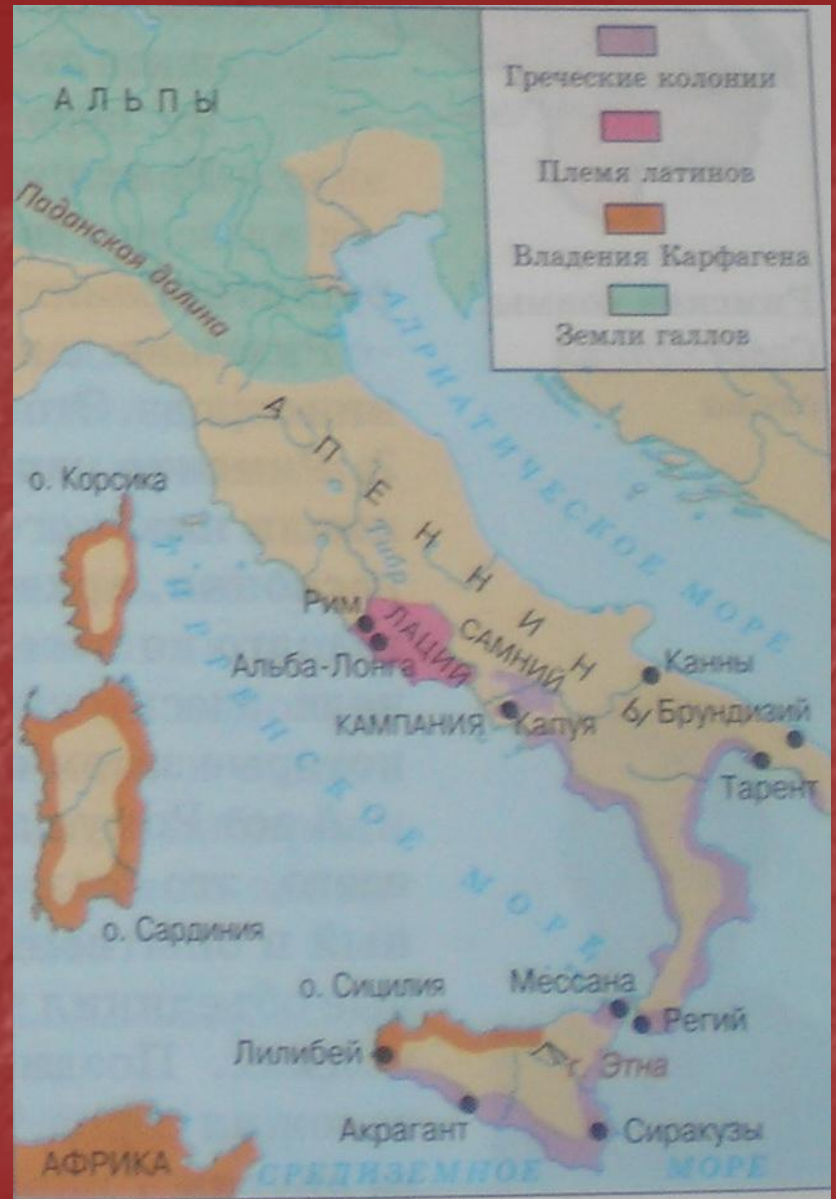 Греческие колонии
Племя латинов
Владения Карфагена
Земли галлов
АЛЬПЫ
Паданская долина
АДРИАТИЧЕСКОЕ МОРЕ
АПЕННИН
о. Корсика
Тибр
Рим
ЛАЦИЙ
САМНИЙ
Альба-Лонга
Канны
КАМПАНИЯ
Капуя
б/
Брундизий
Тарент
ТИРРЕНСКОЕ МОРЕ
о. Сардиния
о. Сицилия
Мессана
Регий
Лилибей
г. Этна
Акрагант
Сиракузы
АФРИКА
СРЕДИЗЕМНОЕ МОРЕ